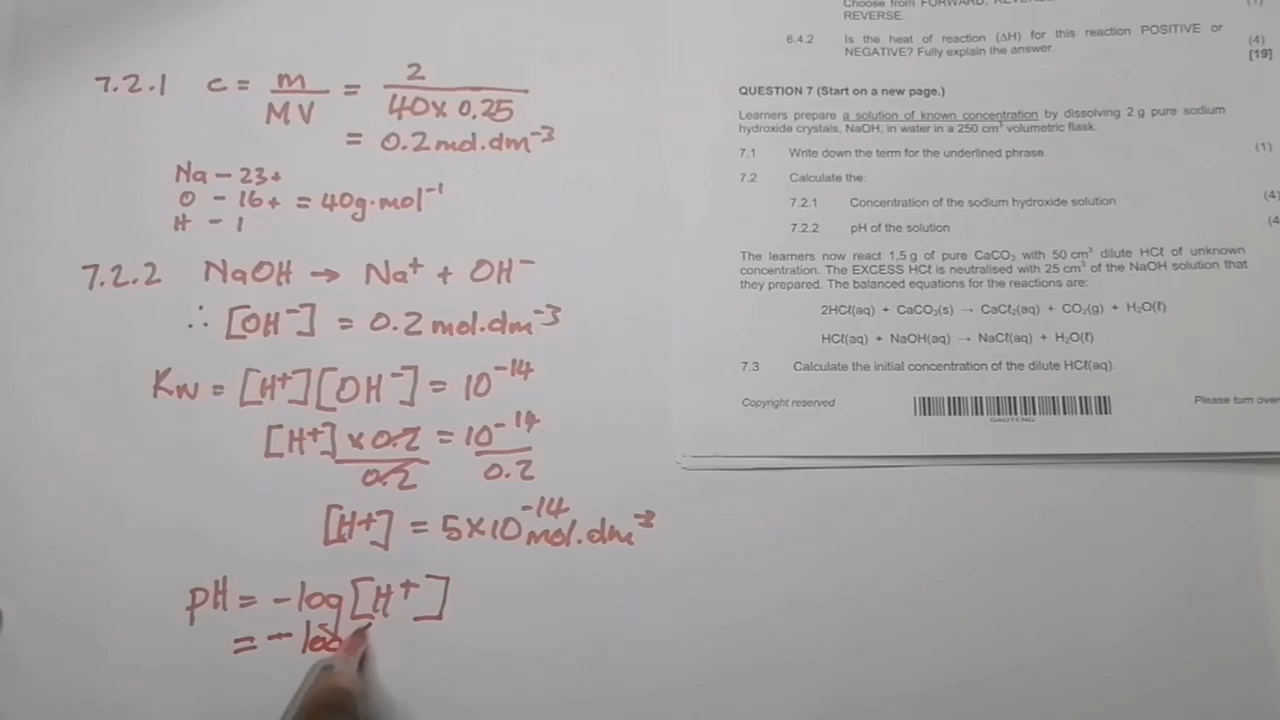 7.2.1 c = m / MV = 2 / 40 x 0.25
= 0.2 mol.dm⁻³
Na - 23+
O - 16+ = 40g.mol⁻¹
H - 1
7.2.2 NaOH → Na⁺ + OH⁻
∴ [OH⁻] = 0.2 mol.dm⁻³
Kw = [H⁺][OH⁻] = 10⁻¹⁴
[H⁺] x 0.2 / 0.2 = 10⁻¹⁴ / 0.2
[H⁺] = 5x10⁻¹⁴ mol.dm⁻³
pH = -log[H⁺]
= -log
Choose from FORWARD,
REVERSE. (1)
6.4.2 Is the heat of reaction (ΔH) for this reaction POSITIVE or
NEGATIVE? Fully explain the answer. (4)
[19]
QUESTION 7 (Start on a new page.)
Learners prepare a solution of known concentration by dissolving 2 g pure sodium
hydroxide crystals, NaOH, in water in a 250 cm³ volumetric flask.
7.1 Write down the term for the underlined phrase. (1)
7.2 Calculate the:
7.2.1 Concentration of the sodium hydroxide solution (4)
7.2.2 pH of the solution (4
The learners now react 1,5 g of pure CaCO₃ with 50 cm³ dilute HCℓ of unknown
concentration. The EXCESS HCℓ is neutralised with 25 cm³ of the NaOH solution that
they prepared. The balanced equations for the reactions are:
2HCℓ(aq) + CaCO₃(s) → CaCℓ₂(aq) + CO₂(g) + H₂O(ℓ)
HCℓ(aq) + NaOH(aq) → NaCℓ(aq) + H₂O(ℓ)
7.3 Calculate the initial concentration of the dilute HCℓ(aq).
Copyright reserved Please turn over
GAUTENG